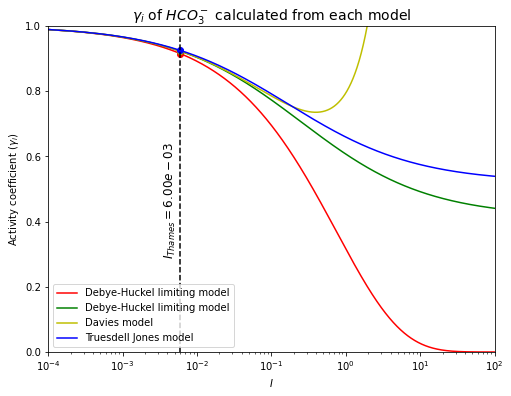 γᵢ of HCO₃⁻ calculated from each model
Activity coefficient (γᵢ)
1.0
0.8
0.6
0.4
0.2
0.0
I_Thames = 6.00e − 03
Debye-Huckel limiting model
Debye-Huckel limiting model
Davies model
Truesdell Jones model
10⁻⁴ 10⁻³ 10⁻² 10⁻¹ 10⁰ 10¹ 10²
I